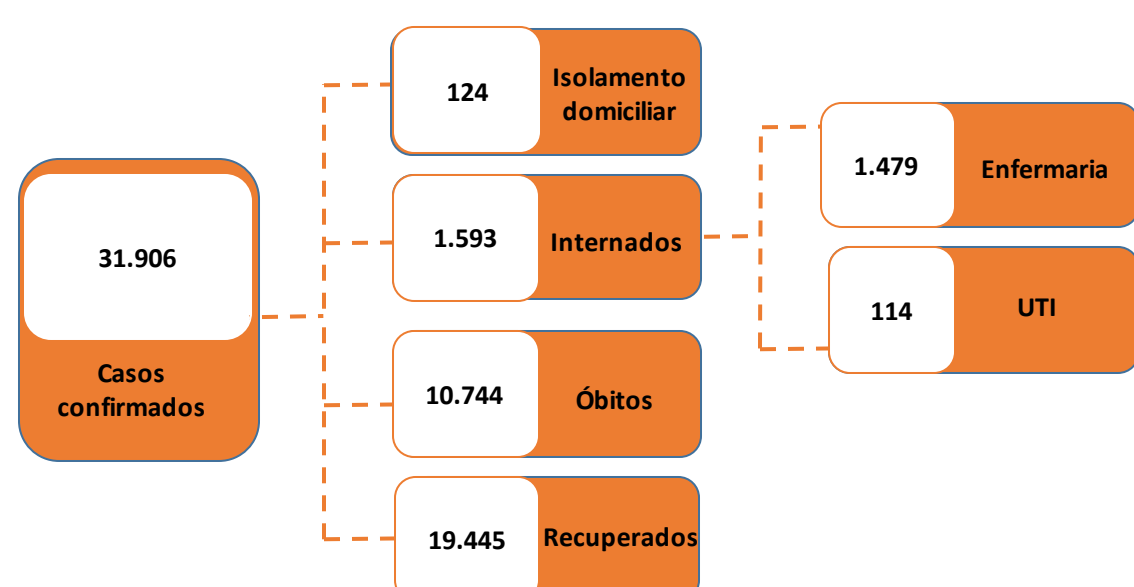 31.906
Casos
confirmados
124
Isolamento
domiciliar
1.593
Internados
10.744
Óbitos
19.445
Recuperados
1.479
Enfermaria
114
UTI